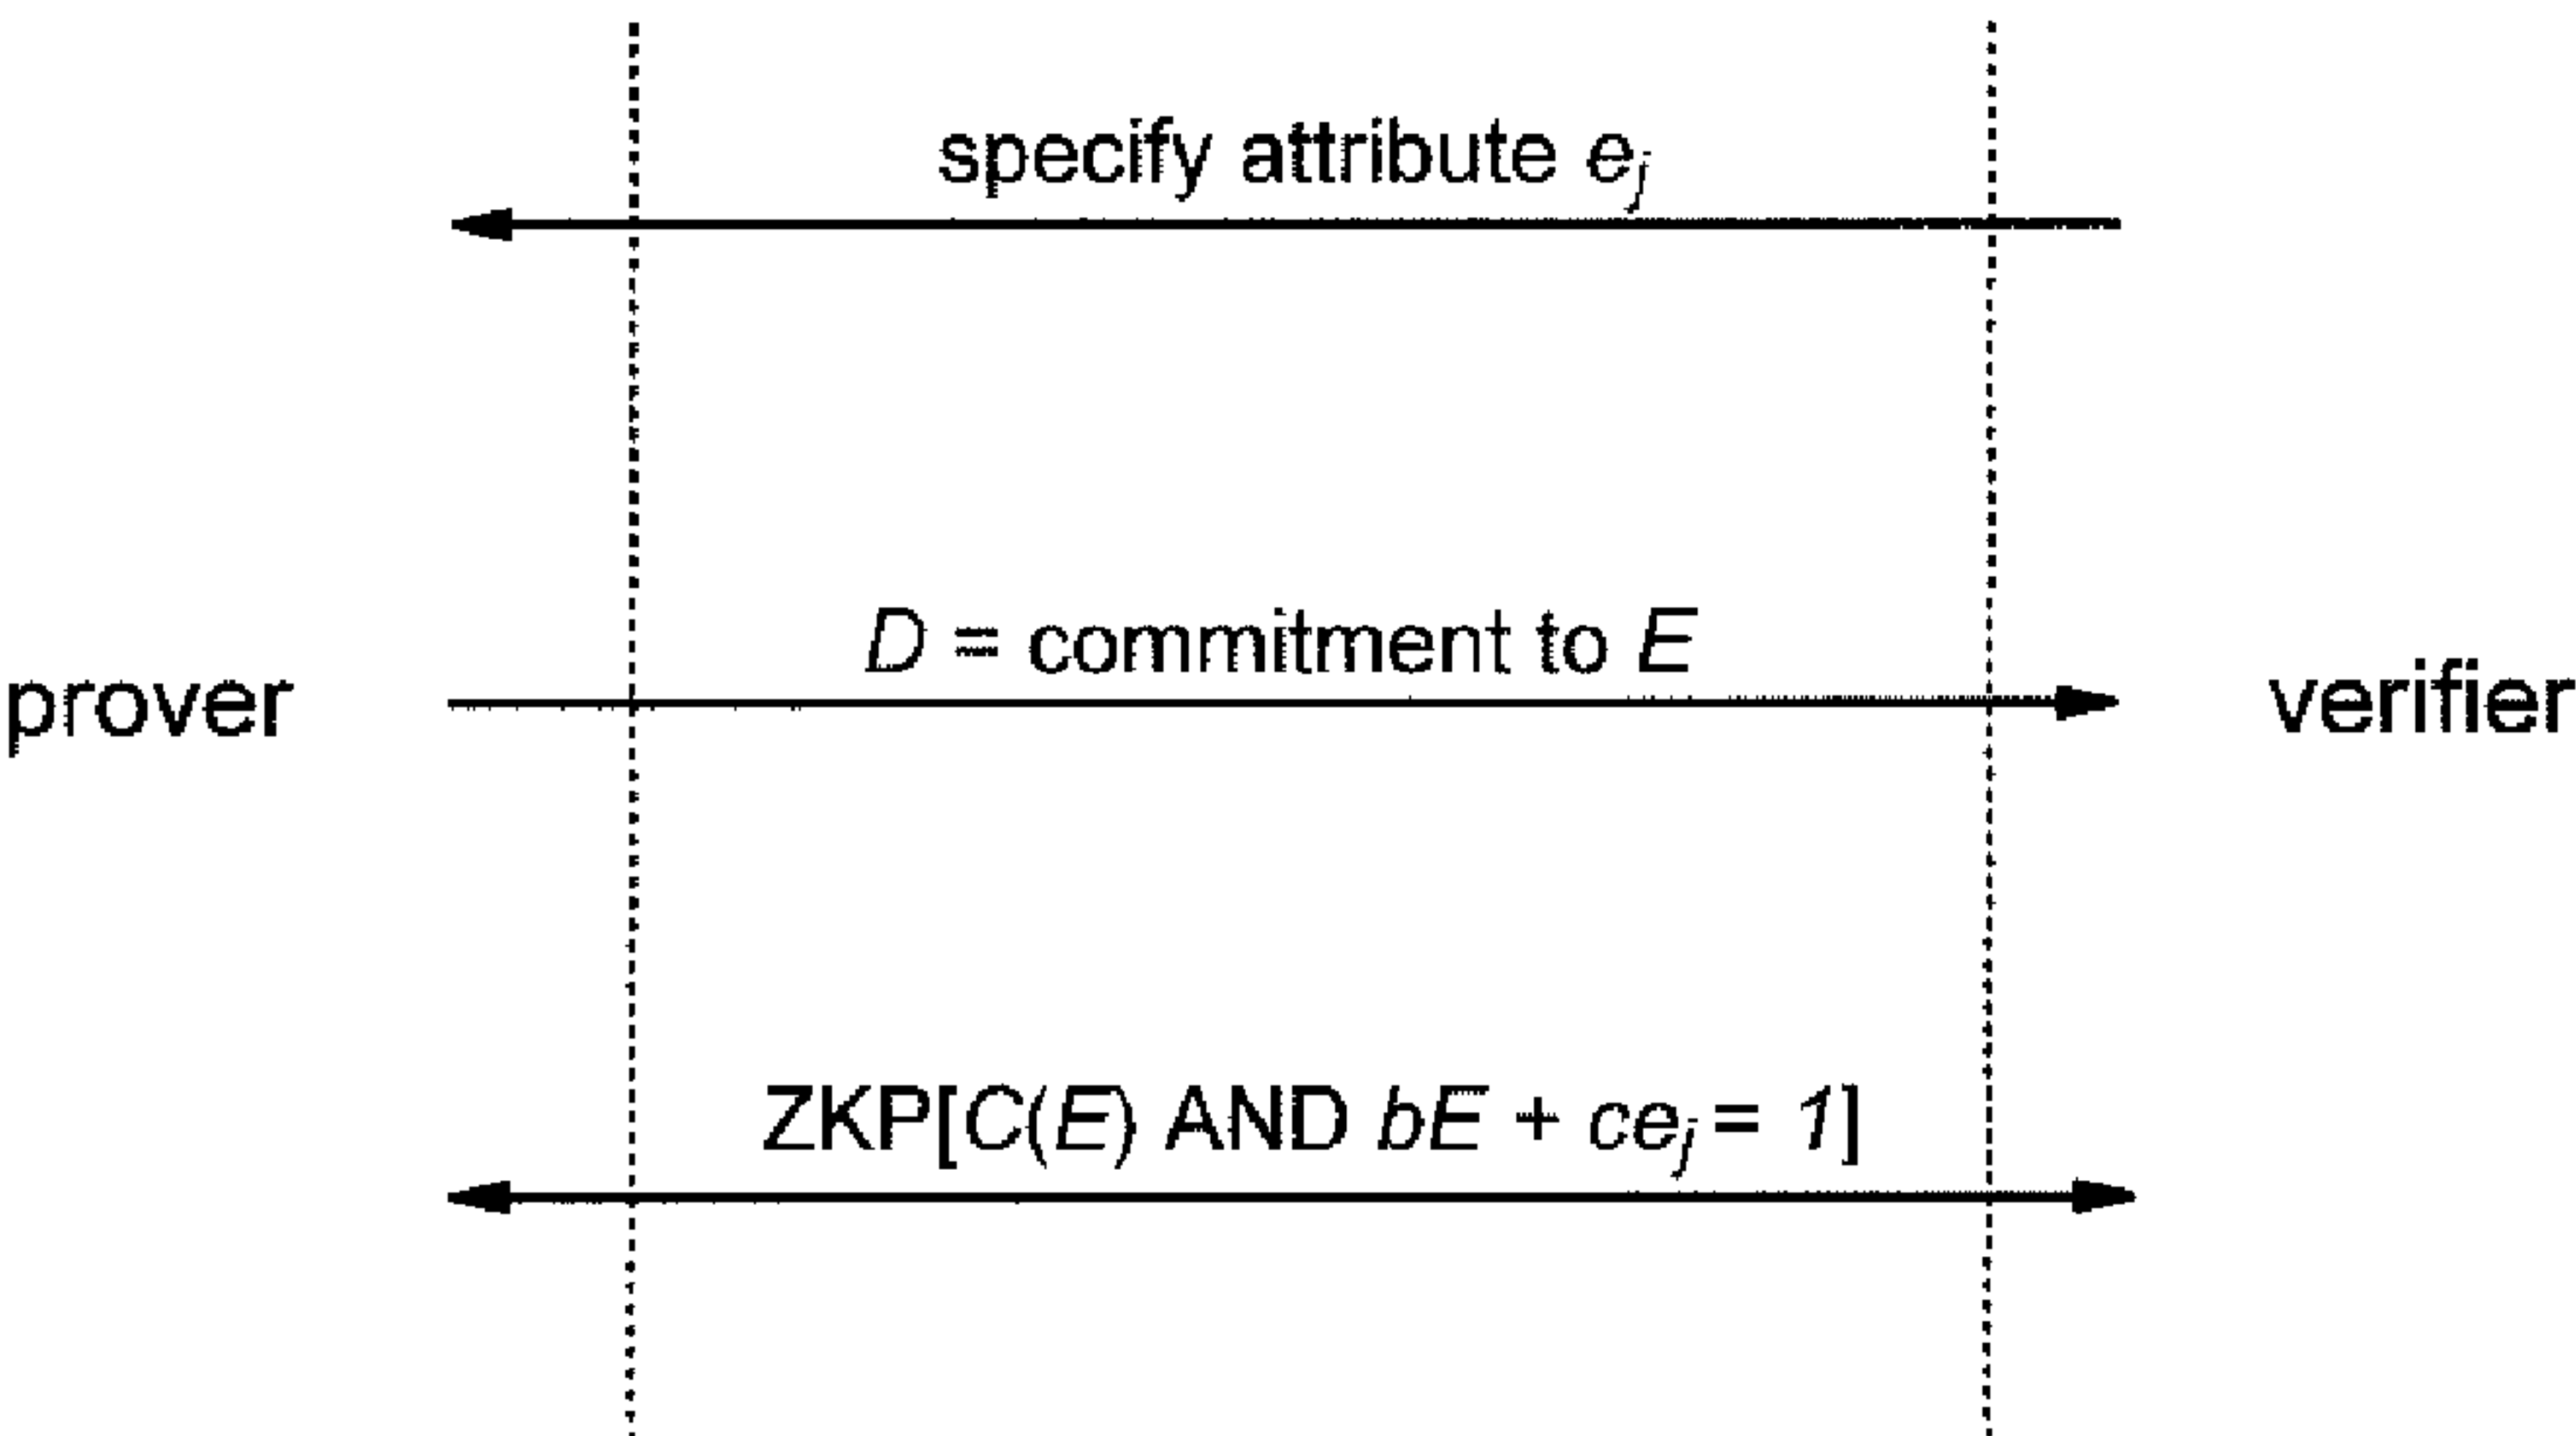 specify attribute e_j
D = commitment to E
prover
verifier
ZKP[C(E) AND bE + ce_j = 1]